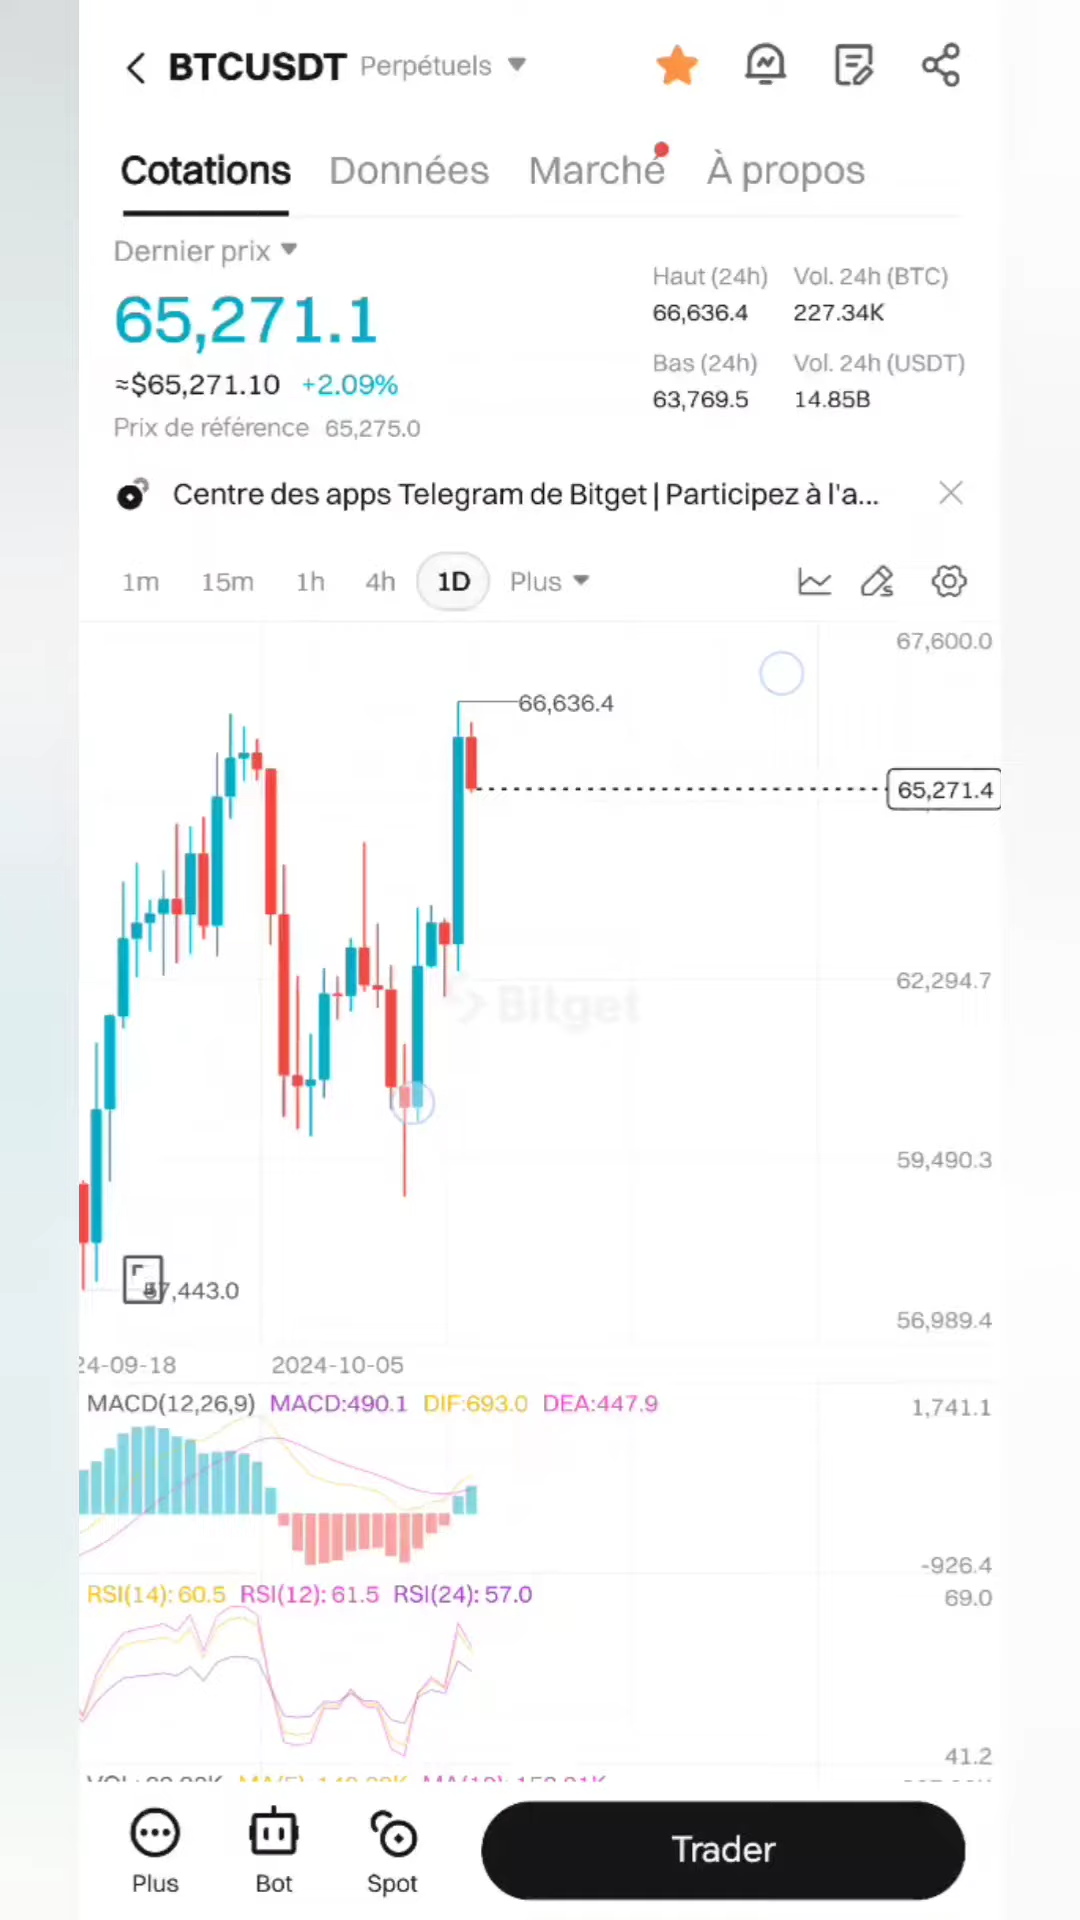 BTCUSDT Perpétuels
Cotations Données Marché À propos
Dernier prix
65,271.1
≈$65,271.10 +2.09%
Prix de référence 65,275.0
Haut (24h) Vol. 24h (BTC)
66,636.4 227.34K
Bas (24h) Vol. 24h (USDT)
63,769.5 14.85B
Centre des apps Telegram de Bitget | Participez à l'a...
1m 15m 1h 4h 1D Plus
67,600.0
66,636.4
65,271.4
62,294.7
Bitget
59,490.3
57,443.0
56,989.4
24-09-18 2024-10-05
MACD(12,26,9) MACD:490.1 DIF:693.0 DEA:447.9
1,741.1
-926.4
RSI(14): 60.5 RSI(12): 61.5 RSI(24): 57.0
69.0
41.2
Plus Bot Spot Trader